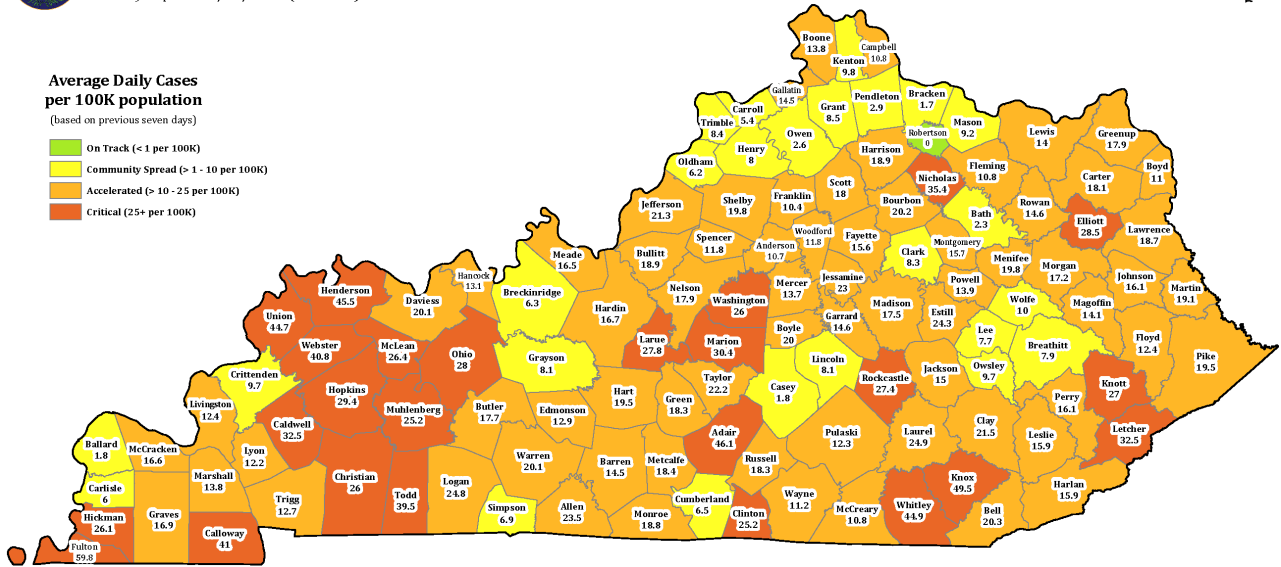 Average Daily Cases
per 100K population
(based on previous seven days)
On Track (< 1 per 100K)
Community Spread (> 1 - 10 per 100K)
Accelerated (> 10 - 25 per 100K)
Critical (25+ per 100K)
Boone
13.8
Kenton
9.8
Campbell
10.8
Gallatin
14.5
Carroll
5.4
Trimble
8.4
Grant
8.5
Pendleton
2.9
Bracken
1.7
Mason
9.2
Robertson
0
Owen
2.6
Henry
8
Oldham
6.2
Lewis
14
Greenup
17.9
Boyd
11
Harrison
18.9
Nicholas
35.4
Fleming
10.8
Carter
18.1
Rowan
14.6
Elliott
28.5
Lawrence
18.7
Jefferson
21.3
Shelby
19.8
Franklin
10.4
Scott
18
Bourbon
20.2
Bath
2.3
Spencer
11.8
Anderson
10.7
Woodford
11.8
Fayette
15.6
Clark
8.3
Montgomery
15.7
Menifee
19.8
Morgan
17.2
Johnson
16.1
Martin
19.1
Meade
16.5
Bullitt
18.9
Hancock
13.1
Breckinridge
6.3
Henderson
45.5
Daviess
20.1
Union
44.7
Nelson
17.9
Washington
26
Mercer
13.7
Jessamine
23
Powell
13.9
Hardin
16.7
Madison
17.5
Estill
24.3
Wolfe
10
Magoffin
14.1
Garrard
14.6
Boyle
20
Webster
40.8
McLean
26.4
Ohio
28
Grayson
8.1
Larue
27.8
Marion
30.4
Lincoln
8.1
Lee
7.7
Breathitt
7.9
Floyd
12.4
Pike
19.5
Crittenden
9.7
Hopkins
29.4
Muhlenberg
25.2
Livingston
12.4
Caldwell
32.5
Butler
17.7
Edmonson
12.9
Hart
19.5
Green
18.3
Taylor
22.2
Casey
1.8
Rockcastle
27.4
Jackson
15
Owsley
9.7
Perry
16.1
Knott
27
Letcher
32.5
Ballard
1.8
McCracken
16.6
Lyon
12.2
Adair
46.1
Pulaski
12.3
Laurel
24.9
Clay
21.5
Leslie
15.9
Carlisle
6
Marshall
13.8
Trigg
12.7
Christian
26
Todd
39.5
Logan
24.8
Warren
20.1
Barren
14.5
Metcalfe
18.4
Russell
18.3
Simpson
6.9
Allen
23.5
Monroe
18.8
Cumberland
6.5
Clinton
25.2
Wayne
11.2
McCreary
10.8
Whitley
44.9
Knox
49.5
Bell
20.3
Harlan
15.9
Hickman
26.1
Graves
16.9
Calloway
41
Fulton
59.8